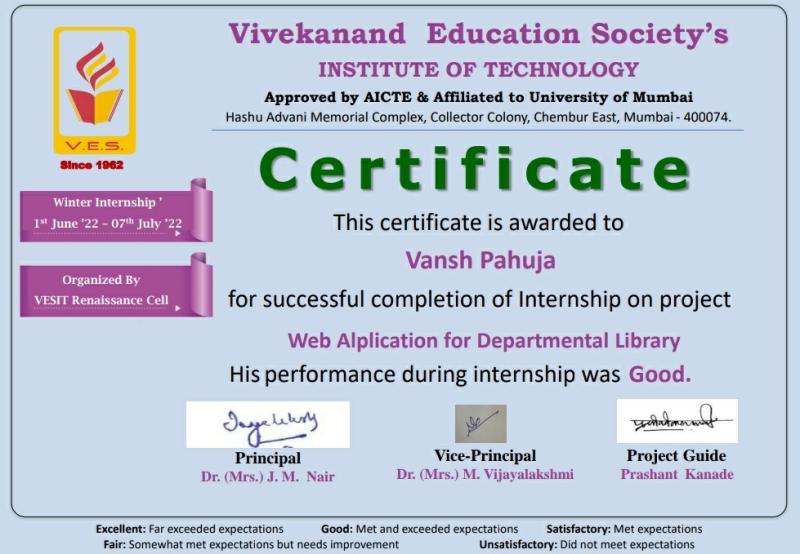 Vivekanand Education Society's
INSTITUTE OF TECHNOLOGY
Approved by AICTE & Affiliated to University of Mumbai
Hashu Advani Memorial Complex, Collector Colony, Chembur East, Mumbai - 400074.
V.E.S.
Since 1962
Certificate
Winter Internship '
1st June '22 – 07th July '22
Organized By
VESIT Renaissance Cell
This certificate is awarded to
Vansh Pahuja
for successful completion of Internship on project
Web Alplication for Departmental Library
His performance during internship was Good.
Principal
Dr. (Mrs.) J. M. Nair
Vice-Principal
Dr. (Mrs.) M. Vijayalakshmi
Project Guide
Prashant Kanade
Excellent: Far exceeded expectations Good: Met and exceeded expectations Satisfactory: Met expectations
Fair: Somewhat met expectations but needs improvement Unsatisfactory: Did not meet expectations